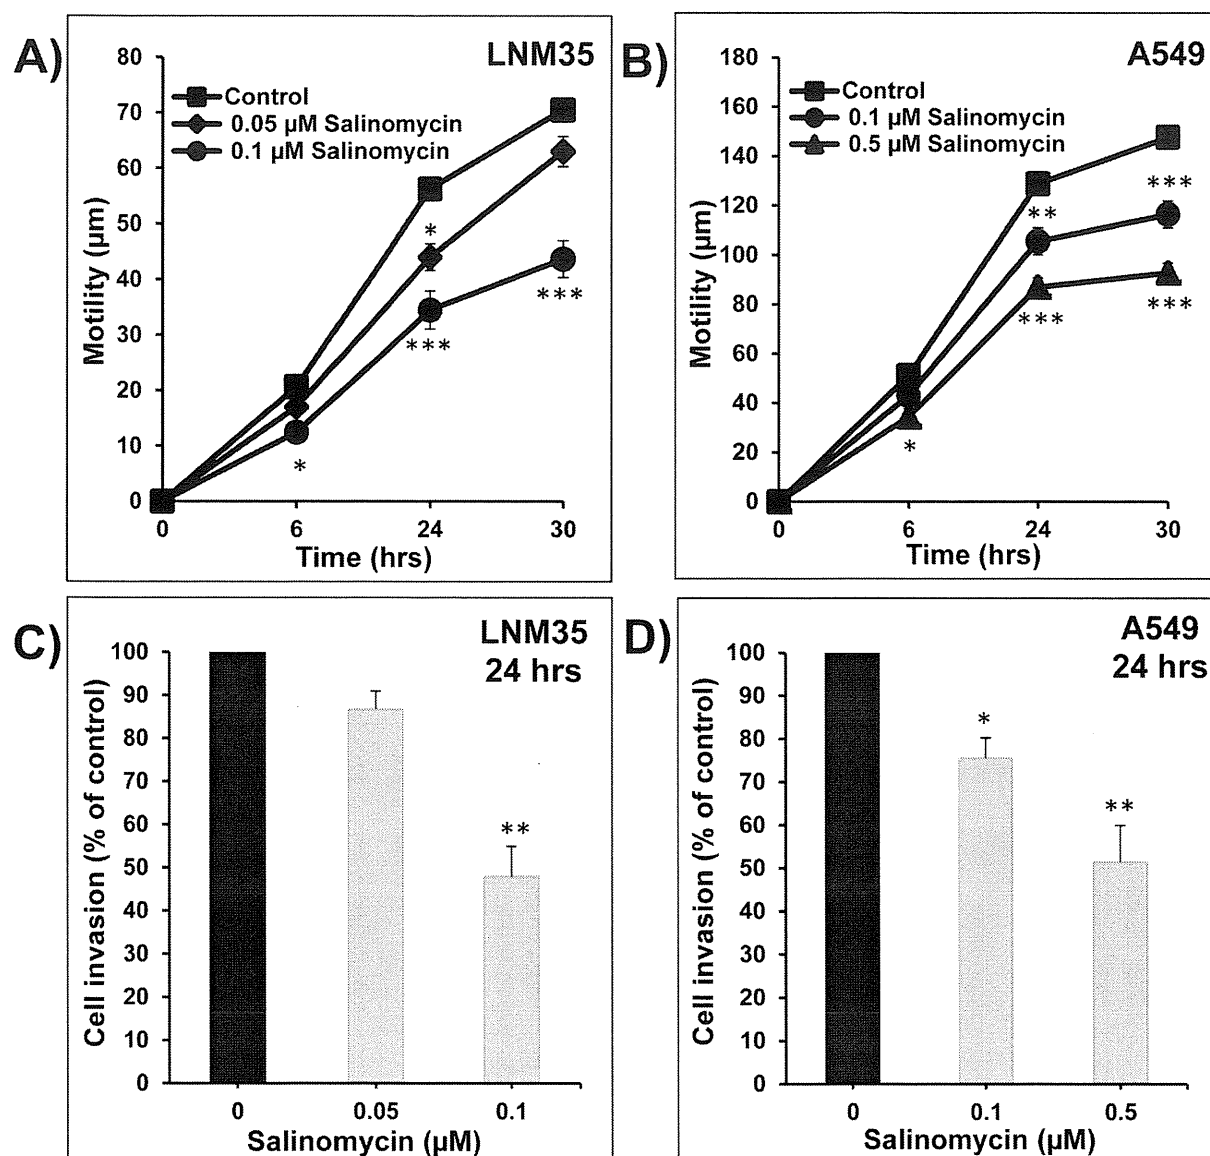 A)
LNM35
80
70
60
50
40
30
20
10
0
Motility (µm)
Control
0.05 µM Salinomycin
0.1 µM Salinomycin
*
*
***
***
0
6
24
30
Time (hrs)
B)
A549
180
160
140
120
100
80
60
40
20
0
Motility (µm)
Control
0.1 µM Salinomycin
0.5 µM Salinomycin
*
**
***
***
***
0
6
24
30
Time (hrs)
C)
LNM35
24 hrs
100
90
80
70
60
50
40
30
20
10
0
Cell invasion (% of control)
**
0
0.05
0.1
Salinomycin (µM)
D)
A549
24 hrs
100
90
80
70
60
50
40
30
20
10
0
Cell invasion (% of control)
*
**
0
0.1
0.5
Salinomycin (µM)